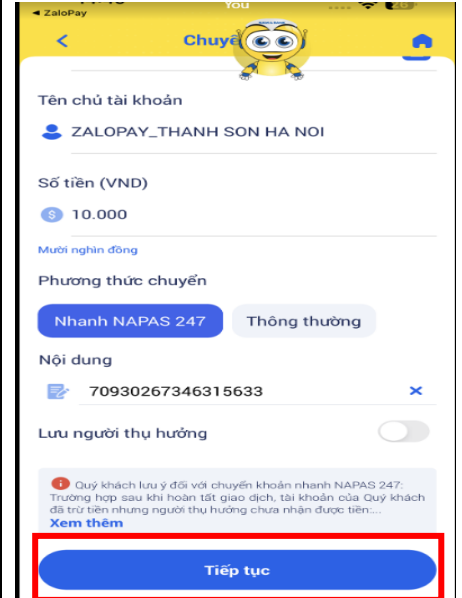 You
◄ ZaloPay
Chuyể
Tên chủ tài khoản
ZALOPAY_THANH SON HA NOI
Số tiền (VND)
10.000
Mười nghìn đồng
Phương thức chuyển
Nhanh NAPAS 247 Thông thường
Nội dung
70930267346315633
Lưu người thụ hưởng
Quý khách lưu ý đối với chuyển khoản nhanh NAPAS 247:
Trường hợp sau khi hoàn tất giao dịch, tài khoản của Quý khách
đã trừ tiền nhưng người thụ hưởng chưa nhận được tiền:...
Xem thêm
Tiếp tục